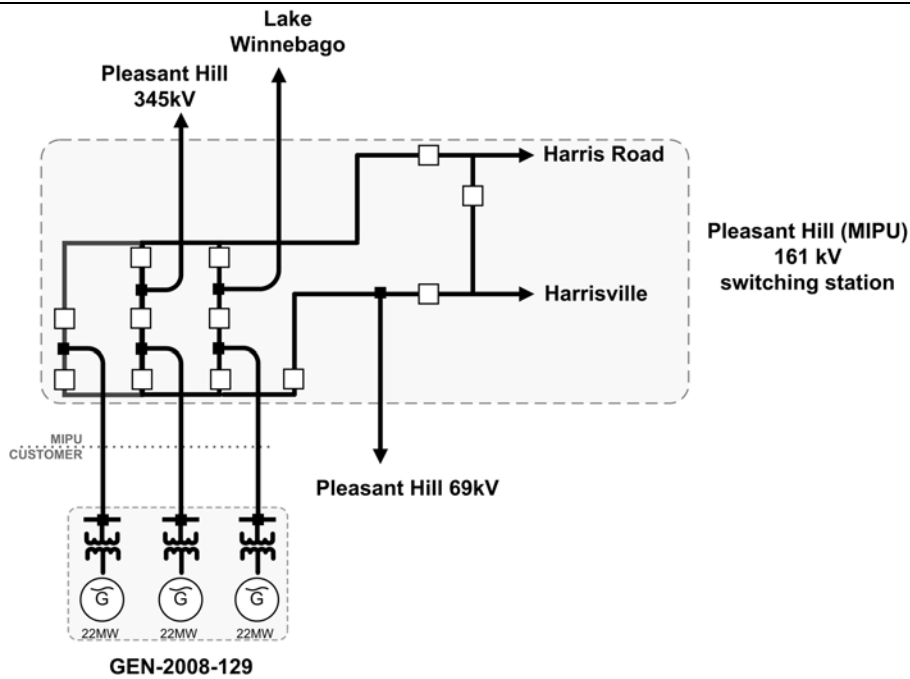 Lake
Winnebago
Pleasant Hill
345kV
Harris Road
Pleasant Hill (MIPU)
161 kV
switching station
Harrisville
MIPU
CUSTOMER
Pleasant Hill 69kV
G
G
G
22MW
22MW
22MW
GEN-2008-129